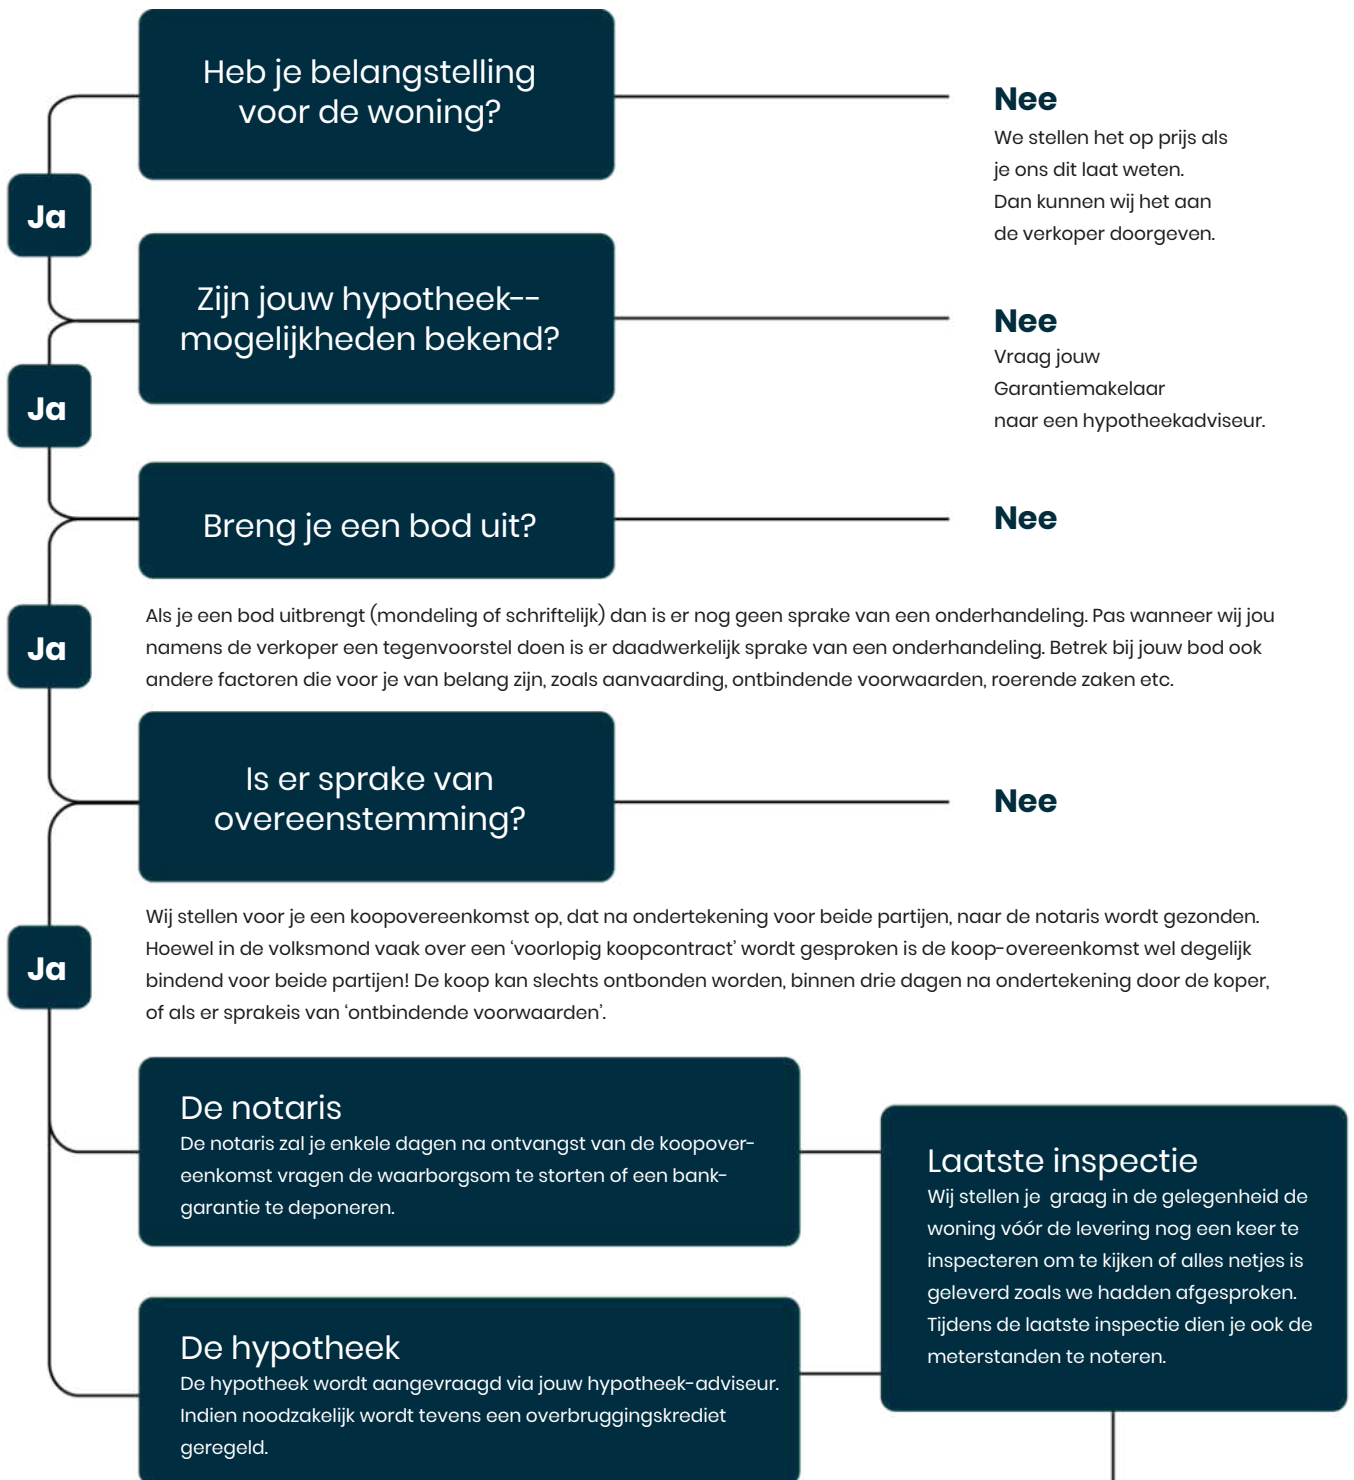 Heb je belangstelling
voor de woning?
Nee
We stellen het op prijs als
je ons dit laat weten.
Dan kunnen wij het aan
de verkoper doorgeven.
Ja
Zijn jouw hypotheek--
mogelijkheden bekend?
Nee
Vraag jouw
Garantiemakelaar
naar een hypotheekadviseur.
Ja
Breng je een bod uit?
Nee
Ja
Als je een bod uitbrengt (mondeling of schriftelijk) dan is er nog geen sprake van een onderhandeling. Pas wanneer wij jou
namens de verkoper een tegenvoorstel doen is er daadwerkelijk sprake van een onderhandeling. Betrek bij jouw bod ook
andere factoren die voor je van belang zijn, zoals aanvaarding, ontbindende voorwaarden, roerende zaken etc.
Is er sprake van
overeenstemming?
Nee
Ja
Wij stellen voor je een koopovereenkomst op, dat na ondertekening voor beide partijen, naar de notaris wordt gezonden.
Hoewel in de volksmond vaak over een ‘voorlopig koopcontract’ wordt gesproken is de koop-overeenkomst wel degelijk
bindend voor beide partijen! De koop kan slechts ontbonden worden, binnen drie dagen na ondertekening door de koper,
of als er sprakeis van ‘ontbindende voorwaarden’.
De notaris
De notaris zal je enkele dagen na ontvangst van de koopover-
eenkomst vragen de waarborgsom te storten of een bank-
garantie te deponeren.
Laatste inspectie
Wij stellen je  graag in de gelegenheid de
woning vóór de levering nog een keer te
inspecteren om te kijken of alles netjes is
geleverd zoals we hadden afgesproken.
Tijdens de laatste inspectie dien je ook de
meterstanden te noteren.
De hypotheek
De hypotheek wordt aangevraagd via jouw hypotheek-adviseur.
Indien noodzakelijk wordt tevens een overbruggingskrediet
geregeld.